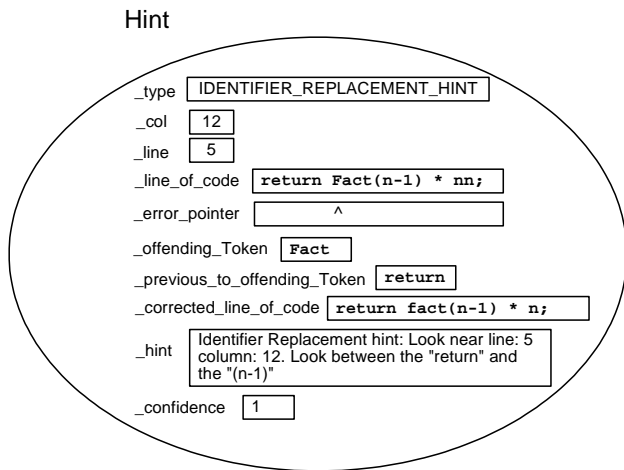 Hint
_type IDENTIFIER_REPLACEMENT_HINT
_col 12
_line 5
_line_of_code return Fact(n-1) * nn;
_error_pointer ^
_offending_Token Fact
_previous_to_offending_Token return
_corrected_line_of_code return fact(n-1) * n;
_hint Identifier Replacement hint: Look near line: 5
column: 12. Look between the "return" and
the "(n-1)"
_confidence 1